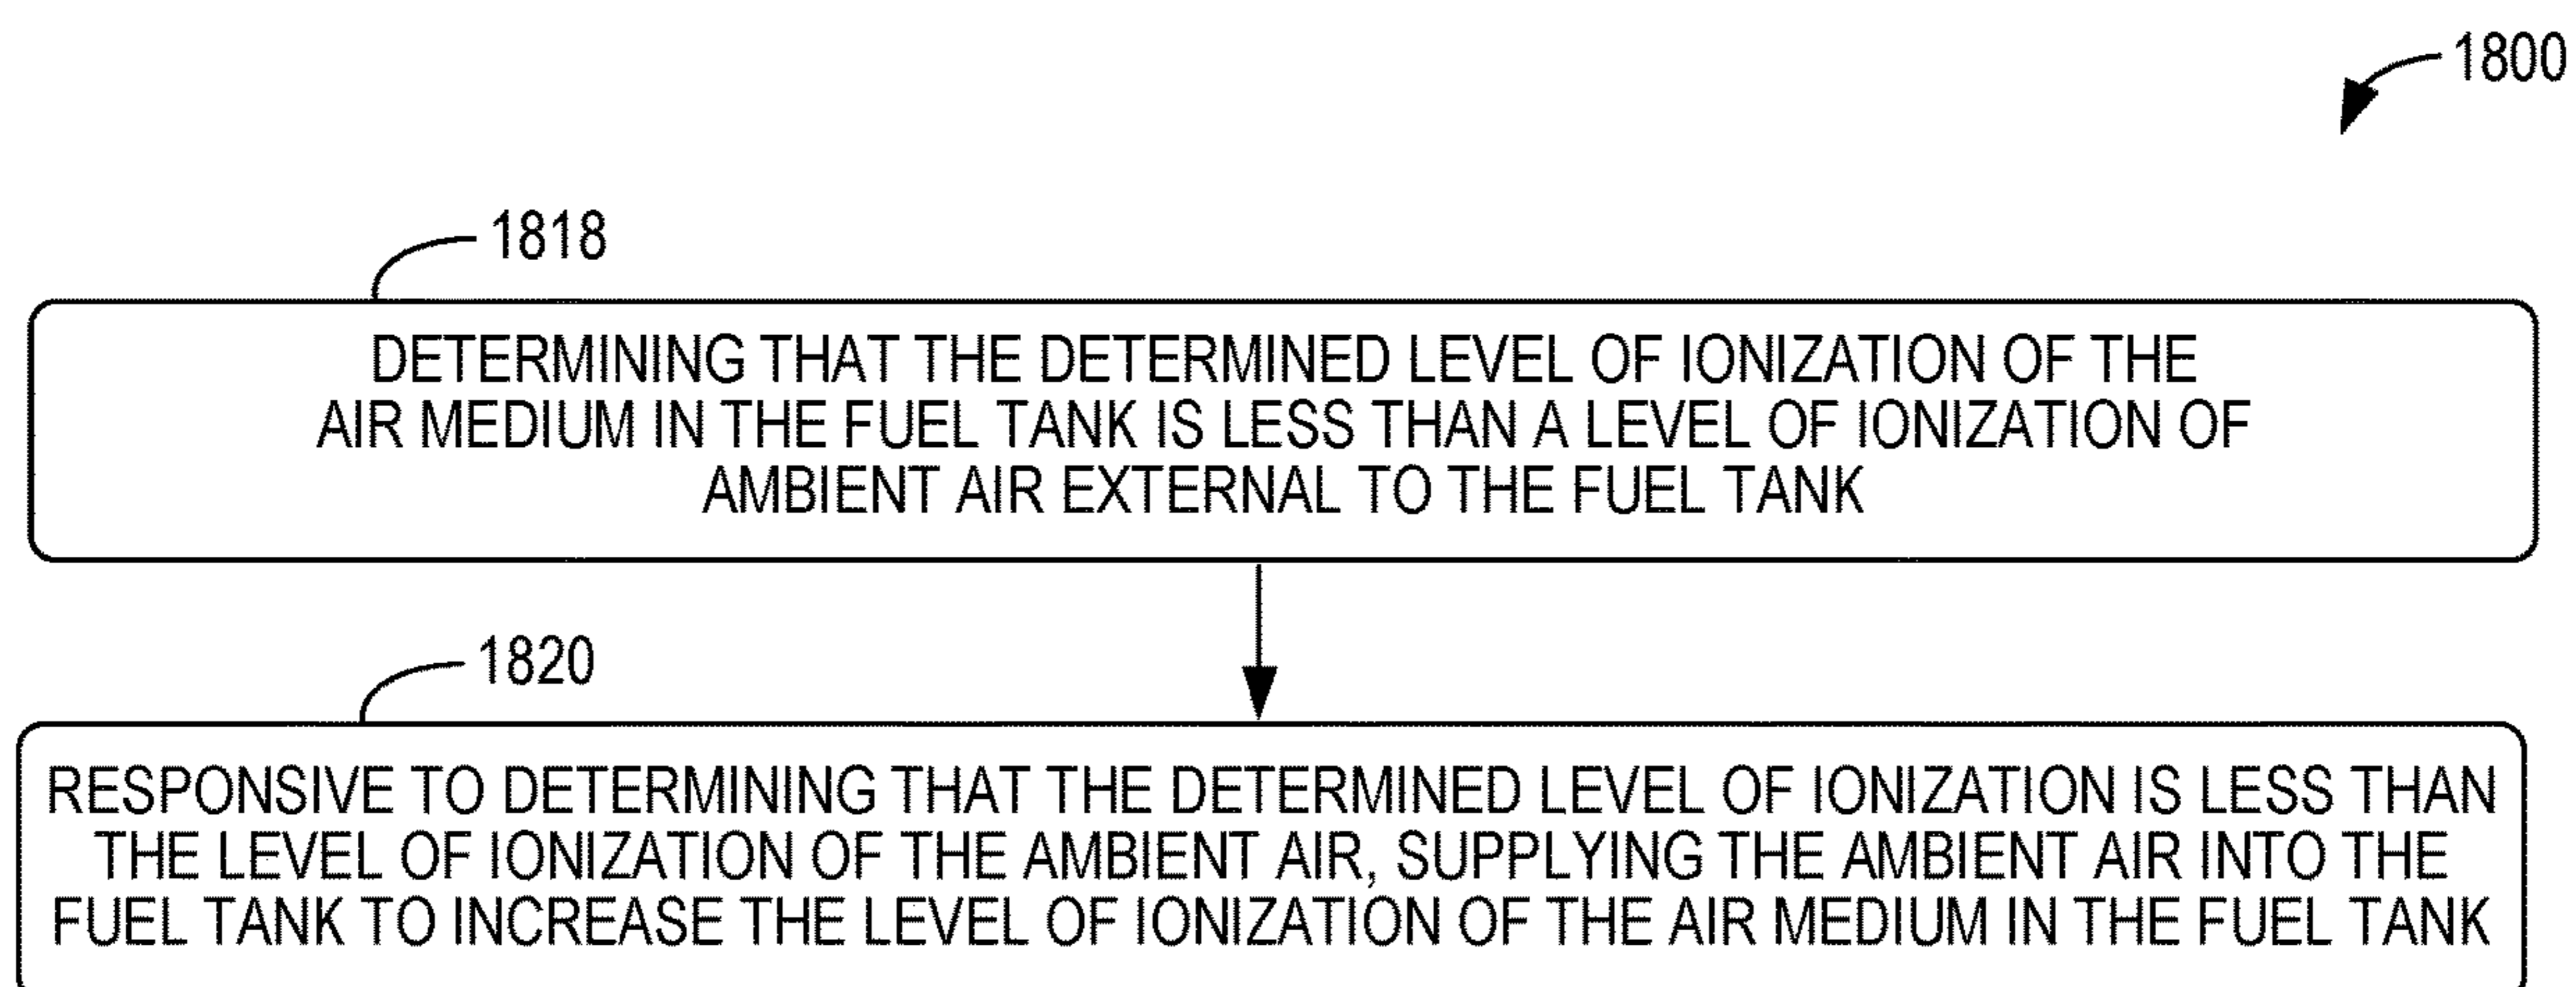 1800
1818
DETERMINING THAT THE DETERMINED LEVEL OF IONIZATION OF THE
AIR MEDIUM IN THE FUEL TANK IS LESS THAN A LEVEL OF IONIZATION OF
AMBIENT AIR EXTERNAL TO THE FUEL TANK
1820
RESPONSIVE TO DETERMINING THAT THE DETERMINED LEVEL OF IONIZATION IS LESS THAN
THE LEVEL OF IONIZATION OF THE AMBIENT AIR, SUPPLYING THE AMBIENT AIR INTO THE
FUEL TANK TO INCREASE THE LEVEL OF IONIZATION OF THE AIR MEDIUM IN THE FUEL TANK